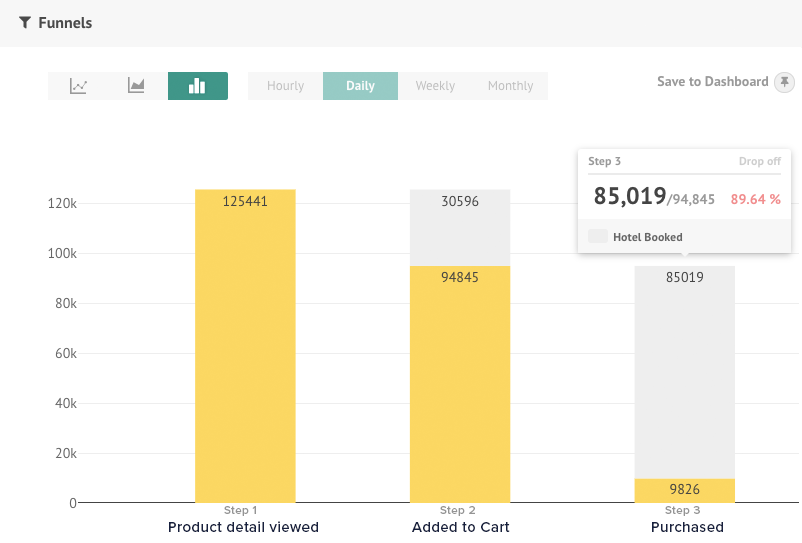 Funnels
Hourly Daily Weekly Monthly
Save to Dashboard
Step 3 Drop off
85,019/94,845 89.64 %
Hotel Booked
120k
100k
80k
60k
40k
20k
0
125441
30596
94845
85019
9826
Step 1
Product detail viewed
Step 2
Added to Cart
Step 3
Purchased